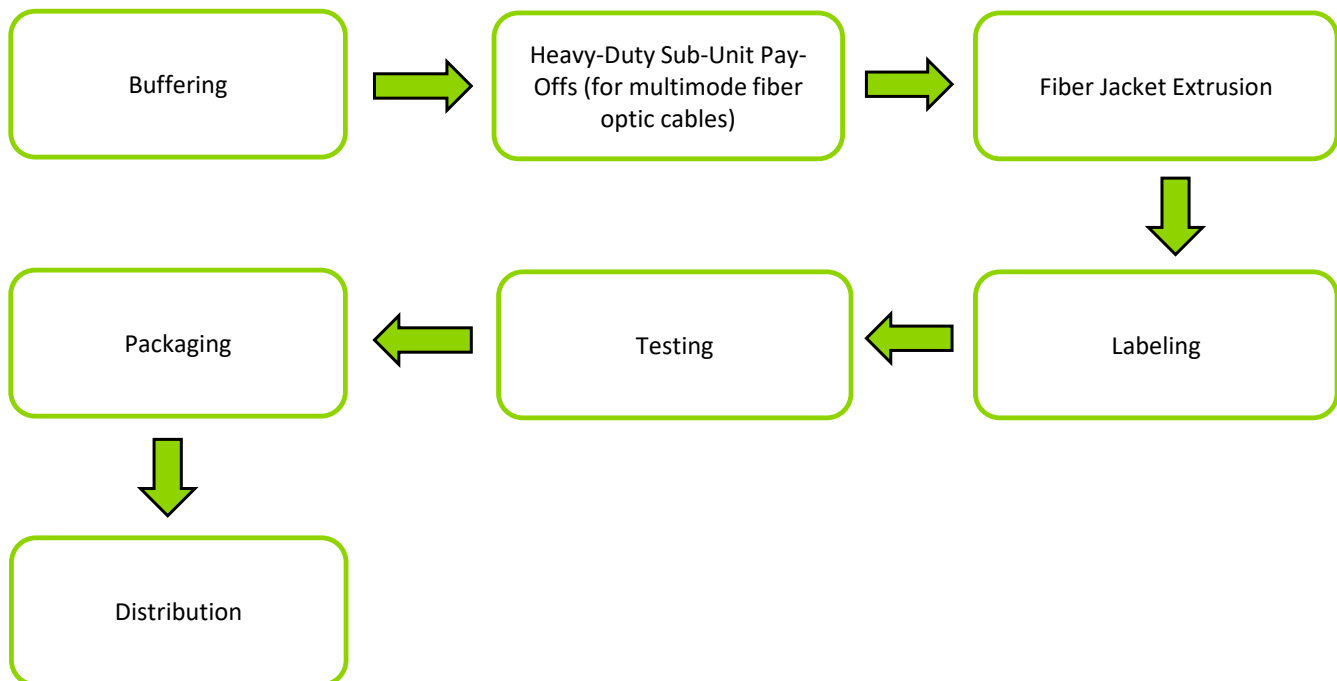 Buffering
Heavy-Duty Sub-Unit Pay-
Offs (for multimode fiber
optic cables)
Fiber Jacket Extrusion
Labeling
Testing
Packaging
Distribution